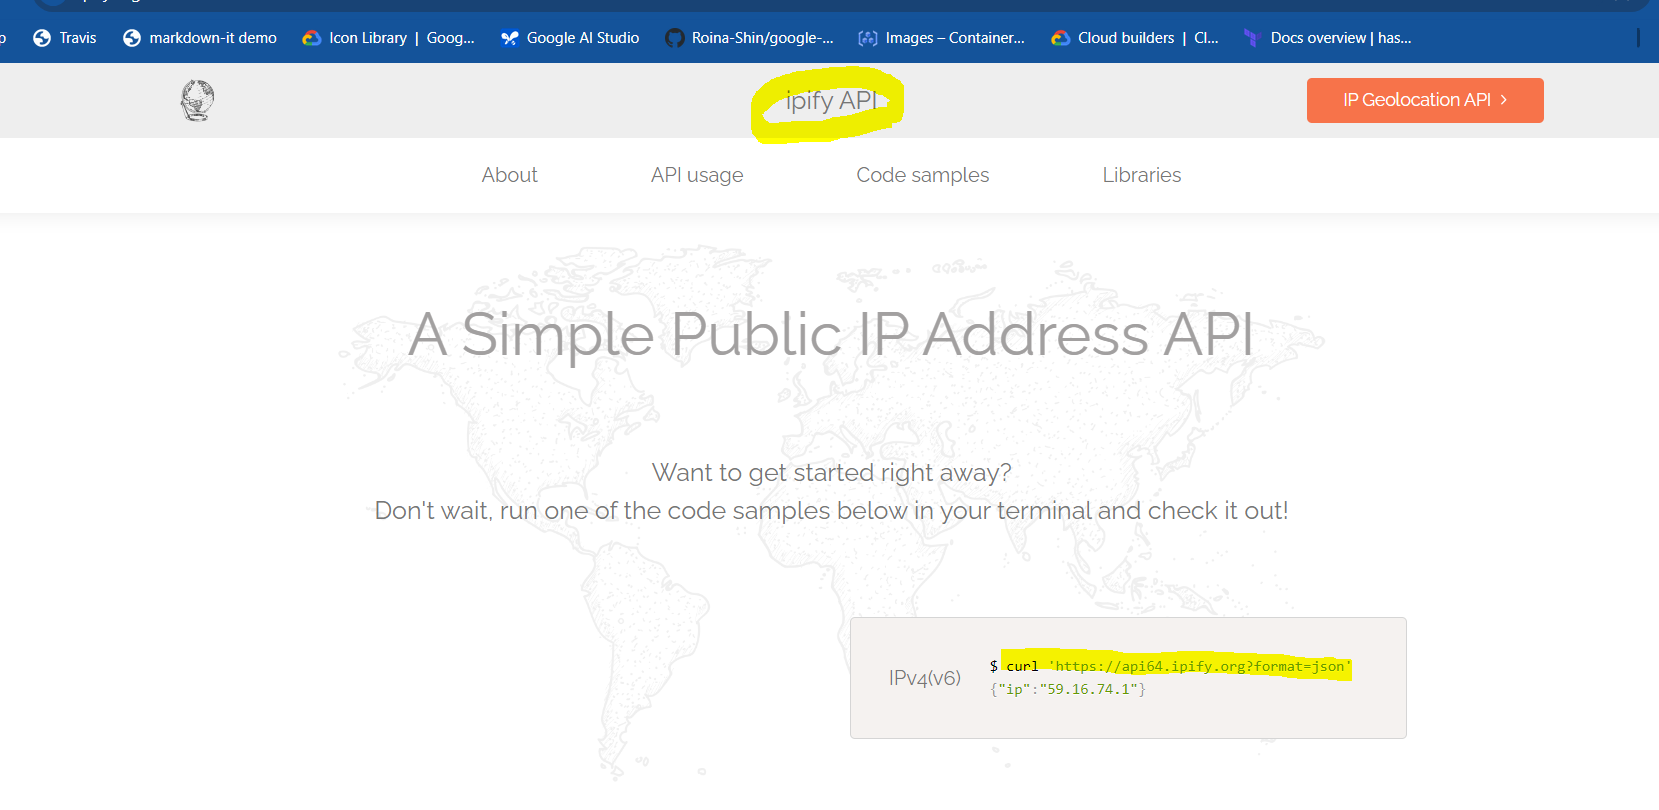 Travis markdown-it demo Icon Library | Goog... Google AI Studio Roina-Shin/google-... Images – Container... Cloud builders | Cl... Docs overview | has...
ipify API
IP Geolocation API
About API usage Code samples Libraries
A Simple Public IP Address API
Want to get started right away?
Don't wait, run one of the code samples below in your terminal and check it out!
IPv4(v6)
$ curl 'https://api64.ipify.org?format=json'
{"ip":"59.16.74.1"}